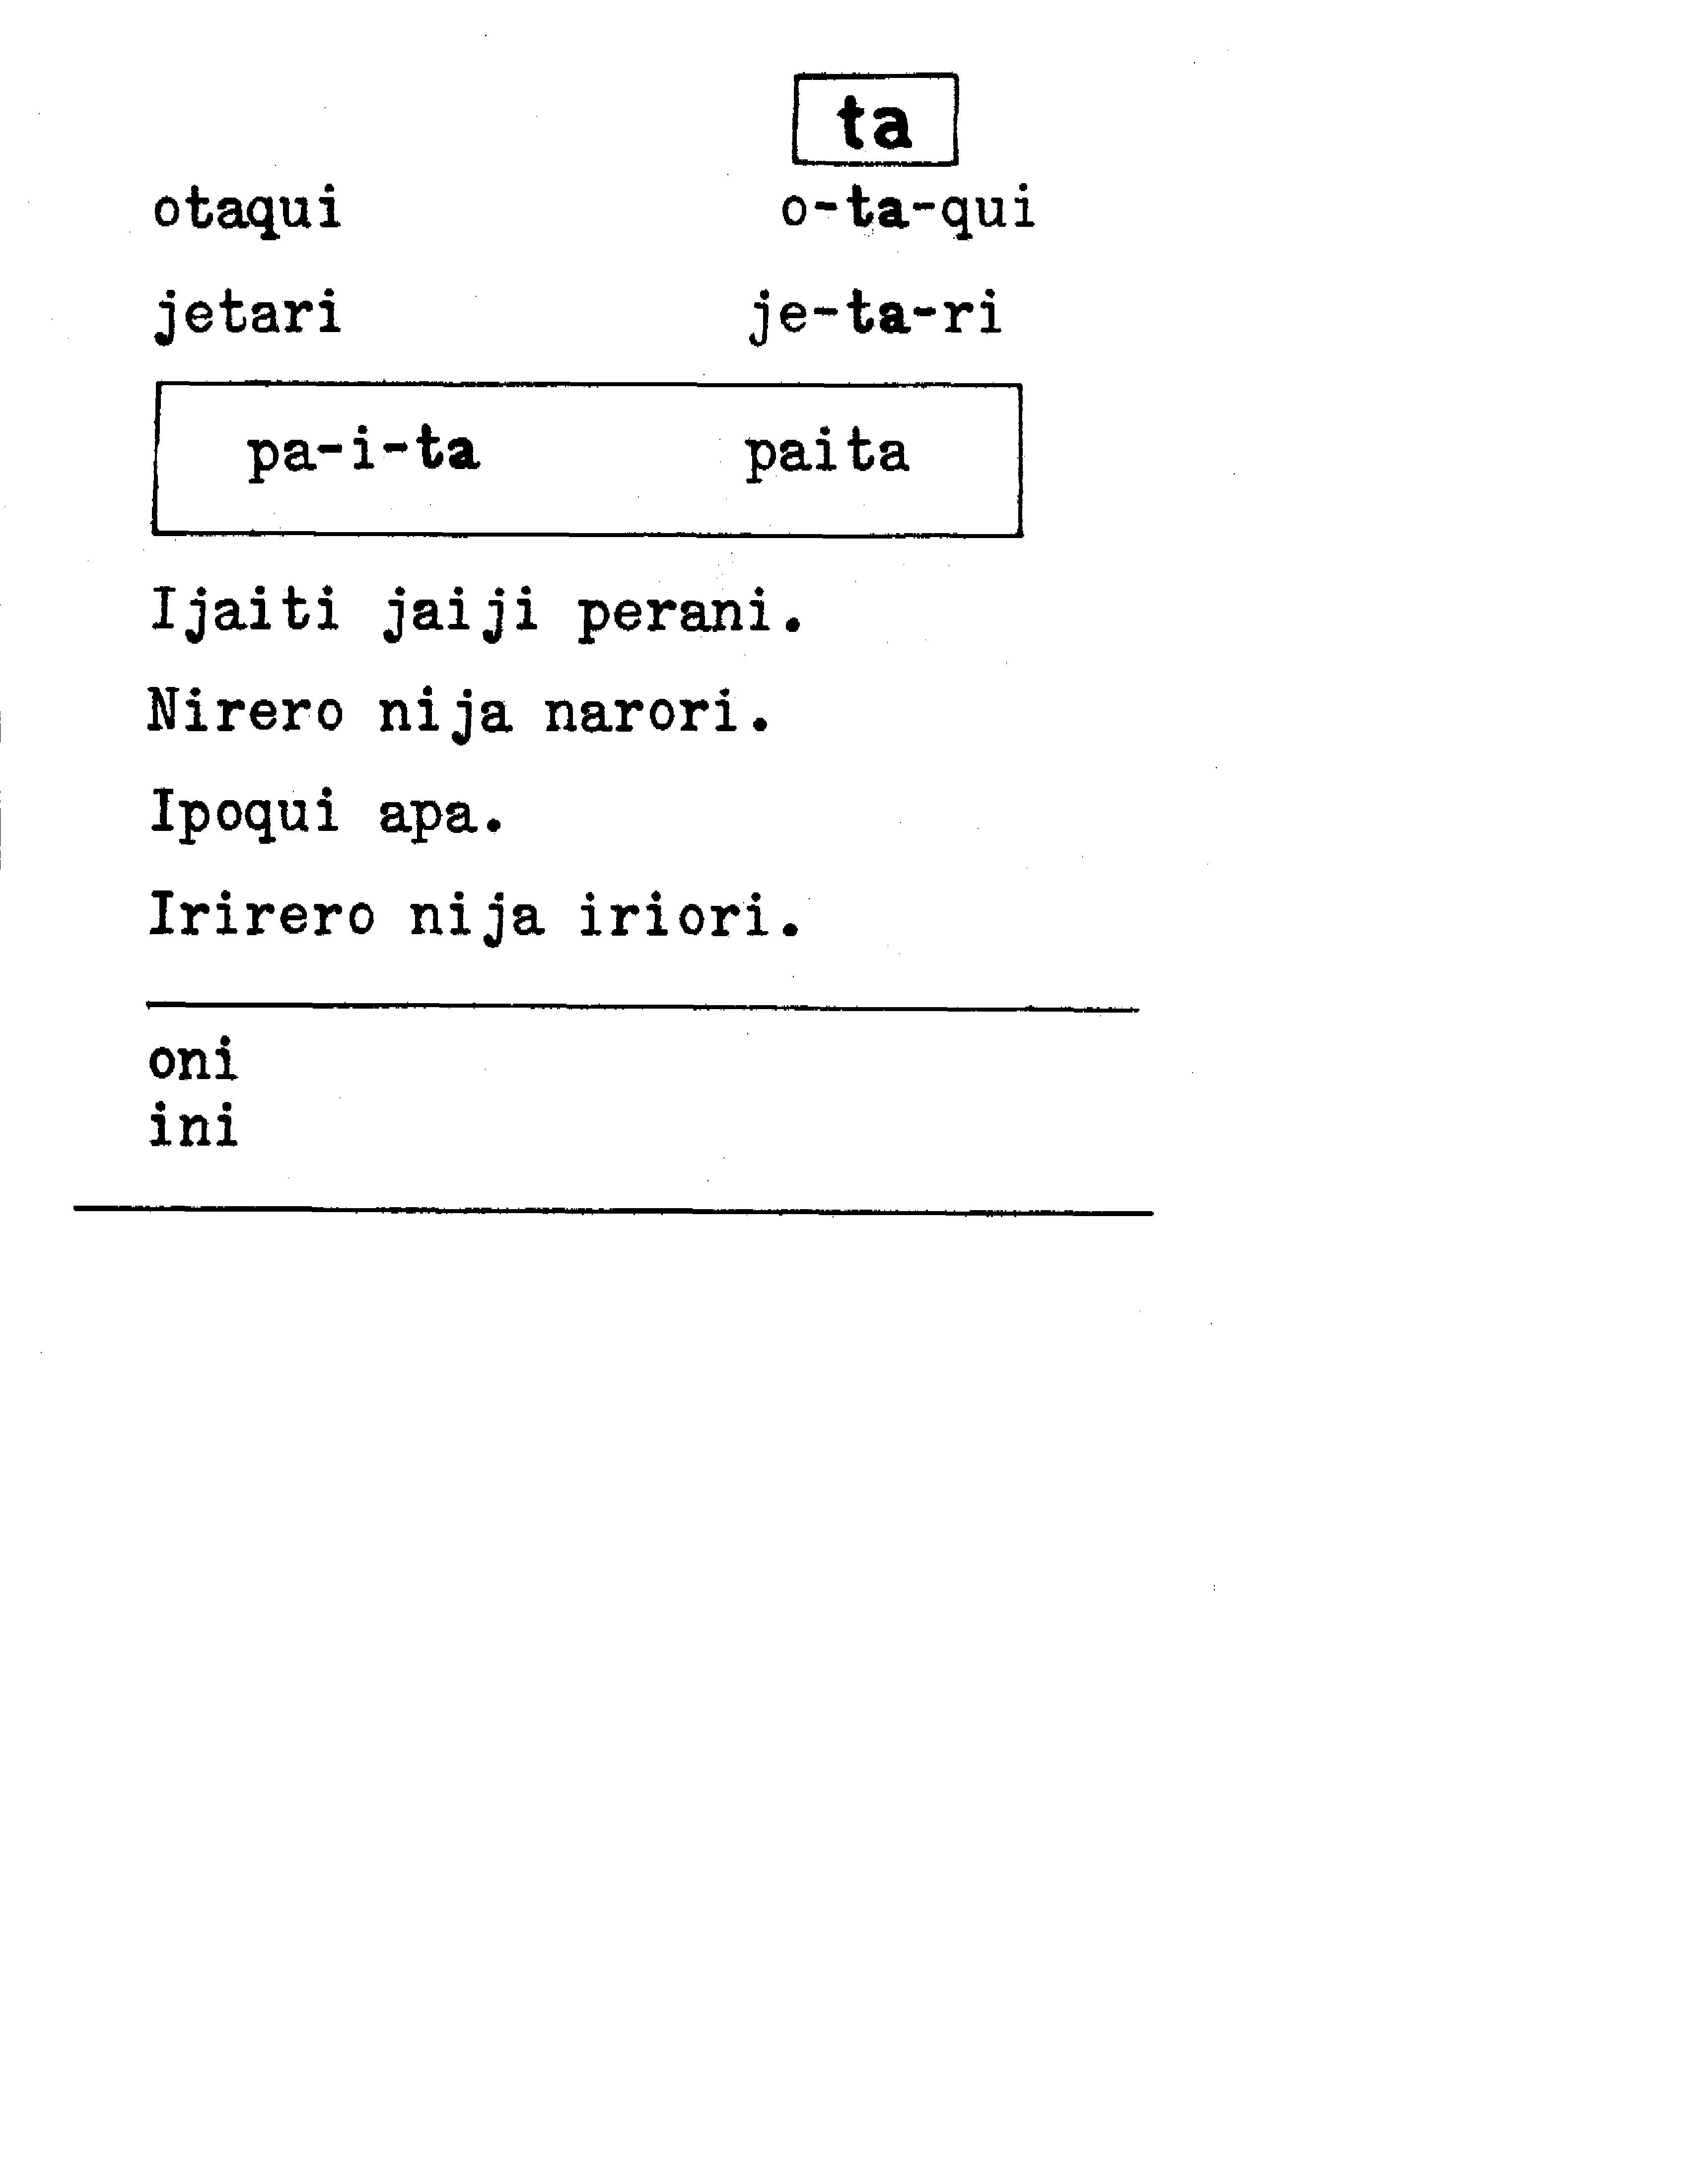 ta
otaqui o-ta-qui
jetari je-ta-ri
pa-i-ta paita
Ijaiti jaiji perani.
Nirero nija narori.
Ipoqui apa.
Irirero nija iriori.
oni
ini